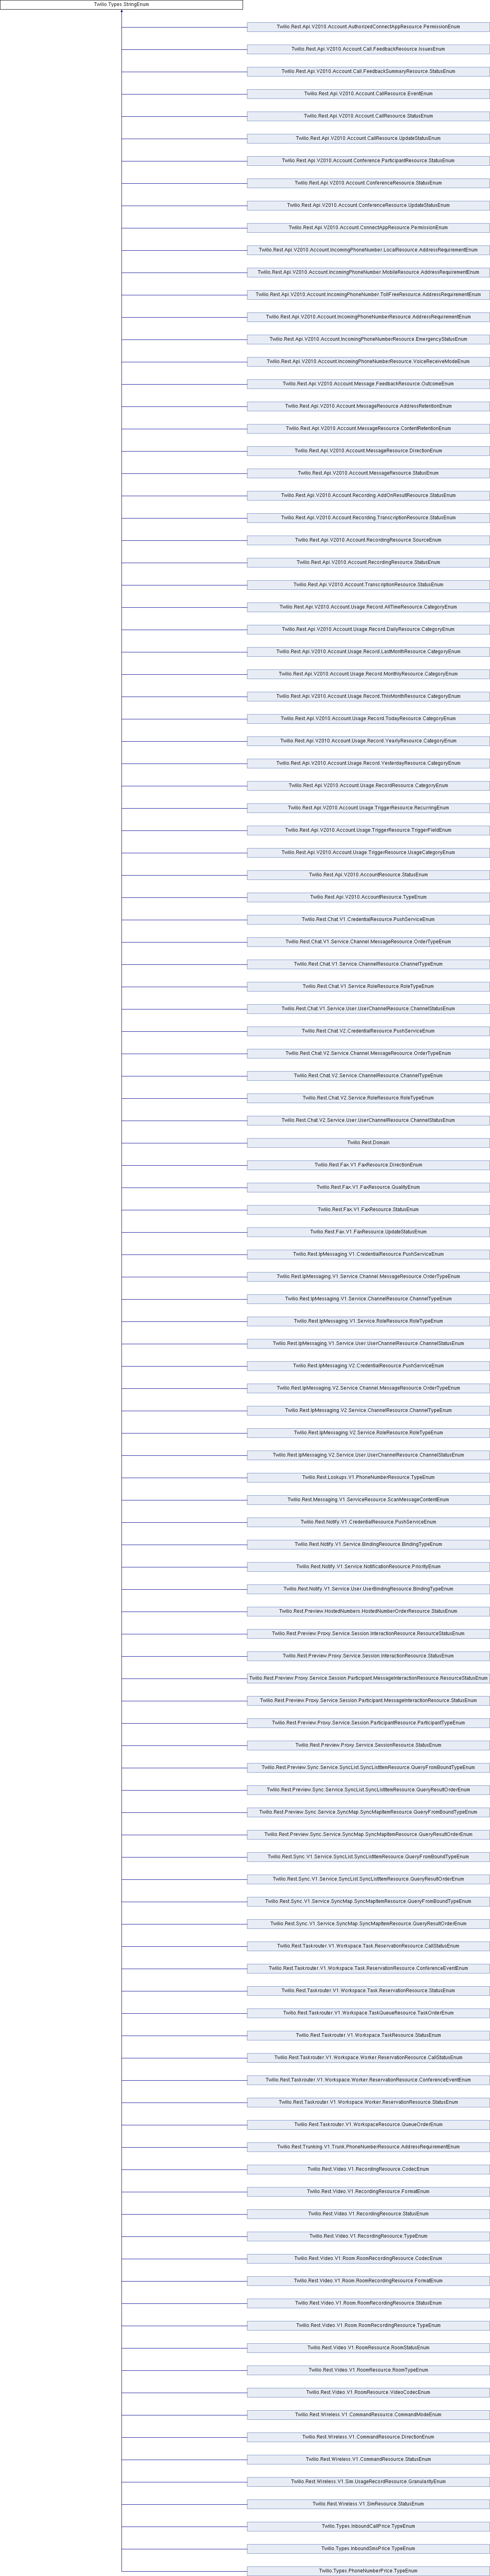 Twilio.Types.StringEnum
Twilio.Rest.Api.V2010.Account.AuthorizedConnectAppResource.PermissionEnum
Twilio.Rest.Api.V2010.Account.Call.FeedbackResource.IssuesEnum
Twilio.Rest.Api.V2010.Account.Call.FeedbackSummaryResource.StatusEnum
Twilio.Rest.Api.V2010.Account.CallResource.EventEnum
Twilio.Rest.Api.V2010.Account.CallResource.StatusEnum
Twilio.Rest.Api.V2010.Account.CallResource.UpdateStatusEnum
Twilio.Rest.Api.V2010.Account.Conference.ParticipantResource.StatusEnum
Twilio.Rest.Api.V2010.Account.ConferenceResource.StatusEnum
Twilio.Rest.Api.V2010.Account.ConferenceResource.UpdateStatusEnum
Twilio.Rest.Api.V2010.Account.ConnectAppResource.PermissionEnum
Twilio.Rest.Api.V2010.Account.IncomingPhoneNumber.LocalResource.AddressRequirementEnum
Twilio.Rest.Api.V2010.Account.IncomingPhoneNumber.MobileResource.AddressRequirementEnum
Twilio.Rest.Api.V2010.Account.IncomingPhoneNumber.TollFreeResource.AddressRequirementEnum
Twilio.Rest.Api.V2010.Account.IncomingPhoneNumberResource.AddressRequirementEnum
Twilio.Rest.Api.V2010.Account.IncomingPhoneNumberResource.EmergencyStatusEnum
Twilio.Rest.Api.V2010.Account.IncomingPhoneNumberResource.VoiceReceiveModeEnum
Twilio.Rest.Api.V2010.Account.Message.FeedbackResource.OutcomeEnum
Twilio.Rest.Api.V2010.Account.MessageResource.AddressRetentionEnum
Twilio.Rest.Api.V2010.Account.MessageResource.ContentRetentionEnum
Twilio.Rest.Api.V2010.Account.MessageResource.DirectionEnum
Twilio.Rest.Api.V2010.Account.MessageResource.StatusEnum
Twilio.Rest.Api.V2010.Account.Recording.AddOnResultResource.StatusEnum
Twilio.Rest.Api.V2010.Account.Recording.TranscriptionResource.StatusEnum
Twilio.Rest.Api.V2010.Account.RecordingResource.SourceEnum
Twilio.Rest.Api.V2010.Account.RecordingResource.StatusEnum
Twilio.Rest.Api.V2010.Account.TranscriptionResource.StatusEnum
Twilio.Rest.Api.V2010.Account.Usage.Record.AllTimeResource.CategoryEnum
Twilio.Rest.Api.V2010.Account.Usage.Record.DailyResource.CategoryEnum
Twilio.Rest.Api.V2010.Account.Usage.Record.LastMonthResource.CategoryEnum
Twilio.Rest.Api.V2010.Account.Usage.Record.MonthlyResource.CategoryEnum
Twilio.Rest.Api.V2010.Account.Usage.Record.ThisMonthResource.CategoryEnum
Twilio.Rest.Api.V2010.Account.Usage.Record.TodayResource.CategoryEnum
Twilio.Rest.Api.V2010.Account.Usage.Record.YearlyResource.CategoryEnum
Twilio.Rest.Api.V2010.Account.Usage.Record.YesterdayResource.CategoryEnum
Twilio.Rest.Api.V2010.Account.Usage.RecordResource.CategoryEnum
Twilio.Rest.Api.V2010.Account.Usage.TriggerResource.RecurringEnum
Twilio.Rest.Api.V2010.Account.Usage.TriggerResource.TriggerFieldEnum
Twilio.Rest.Api.V2010.Account.Usage.TriggerResource.UsageCategoryEnum
Twilio.Rest.Api.V2010.AccountResource.StatusEnum
Twilio.Rest.Api.V2010.AccountResource.TypeEnum
Twilio.Rest.Chat.V1.CredentialResource.PushServiceEnum
Twilio.Rest.Chat.V1.Service.Channel.MessageResource.OrderTypeEnum
Twilio.Rest.Chat.V1.Service.ChannelResource.ChannelTypeEnum
Twilio.Rest.Chat.V1.Service.RoleResource.RoleTypeEnum
Twilio.Rest.Chat.V1.Service.User.UserChannelResource.ChannelStatusEnum
Twilio.Rest.Chat.V2.CredentialResource.PushServiceEnum
Twilio.Rest.Chat.V2.Service.Channel.MessageResource.OrderTypeEnum
Twilio.Rest.Chat.V2.Service.ChannelResource.ChannelTypeEnum
Twilio.Rest.Chat.V2.Service.RoleResource.RoleTypeEnum
Twilio.Rest.Chat.V2.Service.User.UserChannelResource.ChannelStatusEnum
Twilio.Rest.Domain
Twilio.Rest.Fax.V1.FaxResource.DirectionEnum
Twilio.Rest.Fax.V1.FaxResource.QualityEnum
Twilio.Rest.Fax.V1.FaxResource.StatusEnum
Twilio.Rest.Fax.V1.FaxResource.UpdateStatusEnum
Twilio.Rest.IpMessaging.V1.CredentialResource.PushServiceEnum
Twilio.Rest.IpMessaging.V1.Service.Channel.MessageResource.OrderTypeEnum
Twilio.Rest.IpMessaging.V1.Service.ChannelResource.ChannelTypeEnum
Twilio.Rest.IpMessaging.V1.Service.RoleResource.RoleTypeEnum
Twilio.Rest.IpMessaging.V1.Service.User.UserChannelResource.ChannelStatusEnum
Twilio.Rest.IpMessaging.V2.CredentialResource.PushServiceEnum
Twilio.Rest.IpMessaging.V2.Service.Channel.MessageResource.OrderTypeEnum
Twilio.Rest.IpMessaging.V2.Service.ChannelResource.ChannelTypeEnum
Twilio.Rest.IpMessaging.V2.Service.RoleResource.RoleTypeEnum
Twilio.Rest.IpMessaging.V2.Service.User.UserChannelResource.ChannelStatusEnum
Twilio.Rest.Lookups.V1.PhoneNumberResource.TypeEnum
Twilio.Rest.Messaging.V1.ServiceResource.ScanMessageContentEnum
Twilio.Rest.Notify.V1.CredentialResource.PushServiceEnum
Twilio.Rest.Notify.V1.Service.BindingResource.BindingTypeEnum
Twilio.Rest.Notify.V1.Service.NotificationResource.PriorityEnum
Twilio.Rest.Notify.V1.Service.User.UserBindingResource.BindingTypeEnum
Twilio.Rest.Preview.HostedNumbers.HostedNumberOrderResource.StatusEnum
Twilio.Rest.Preview.Proxy.Service.Session.InteractionResource.ResourceStatusEnum
Twilio.Rest.Preview.Proxy.Service.Session.InteractionResource.StatusEnum
Twilio.Rest.Preview.Proxy.Service.Session.Participant.MessageInteractionResource.ResourceStatusEnum
Twilio.Rest.Preview.Proxy.Service.Session.Participant.MessageInteractionResource.StatusEnum
Twilio.Rest.Preview.Proxy.Service.Session.ParticipantResource.ParticipantTypeEnum
Twilio.Rest.Preview.Proxy.Service.SessionResource.StatusEnum
Twilio.Rest.Preview.Sync.Service.SyncList.SyncListItemResource.QueryFromBoundTypeEnum
Twilio.Rest.Preview.Sync.Service.SyncList.SyncListItemResource.QueryResultOrderEnum
Twilio.Rest.Preview.Sync.Service.SyncMap.SyncMapItemResource.QueryFromBoundTypeEnum
Twilio.Rest.Preview.Sync.Service.SyncMap.SyncMapItemResource.QueryResultOrderEnum
Twilio.Rest.Sync.V1.Service.SyncList.SyncListItemResource.QueryFromBoundTypeEnum
Twilio.Rest.Sync.V1.Service.SyncList.SyncListItemResource.QueryResultOrderEnum
Twilio.Rest.Sync.V1.Service.SyncMap.SyncMapItemResource.QueryFromBoundTypeEnum
Twilio.Rest.Sync.V1.Service.SyncMap.SyncMapItemResource.QueryResultOrderEnum
Twilio.Rest.Taskrouter.V1.Workspace.Task.ReservationResource.CallStatusEnum
Twilio.Rest.Taskrouter.V1.Workspace.Task.ReservationResource.ConferenceEventEnum
Twilio.Rest.Taskrouter.V1.Workspace.Task.ReservationResource.StatusEnum
Twilio.Rest.Taskrouter.V1.Workspace.TaskQueueResource.TaskOrderEnum
Twilio.Rest.Taskrouter.V1.Workspace.TaskResource.StatusEnum
Twilio.Rest.Taskrouter.V1.Workspace.Worker.ReservationResource.CallStatusEnum
Twilio.Rest.Taskrouter.V1.Workspace.Worker.ReservationResource.ConferenceEventEnum
Twilio.Rest.Taskrouter.V1.Workspace.Worker.ReservationResource.StatusEnum
Twilio.Rest.Taskrouter.V1.WorkspaceResource.QueueOrderEnum
Twilio.Rest.Trunking.V1.Trunk.PhoneNumberResource.AddressRequirementEnum
Twilio.Rest.Video.V1.RecordingResource.CodecEnum
Twilio.Rest.Video.V1.RecordingResource.FormatEnum
Twilio.Rest.Video.V1.RecordingResource.StatusEnum
Twilio.Rest.Video.V1.RecordingResource.TypeEnum
Twilio.Rest.Video.V1.Room.RoomRecordingResource.CodecEnum
Twilio.Rest.Video.V1.Room.RoomRecordingResource.FormatEnum
Twilio.Rest.Video.V1.Room.RoomRecordingResource.StatusEnum
Twilio.Rest.Video.V1.Room.RoomRecordingResource.TypeEnum
Twilio.Rest.Video.V1.RoomResource.RoomStatusEnum
Twilio.Rest.Video.V1.RoomResource.RoomTypeEnum
Twilio.Rest.Video.V1.RoomResource.VideoCodecEnum
Twilio.Rest.Wireless.V1.CommandResource.CommandModeEnum
Twilio.Rest.Wireless.V1.CommandResource.DirectionEnum
Twilio.Rest.Wireless.V1.CommandResource.StatusEnum
Twilio.Rest.Wireless.V1.Sim.UsageRecordResource.GranularityEnum
Twilio.Rest.Wireless.V1.SimResource.StatusEnum
Twilio.Types.InboundCallPrice.TypeEnum
Twilio.Types.InboundSmsPrice.TypeEnum
Twilio.Types.PhoneNumberPrice.TypeEnum